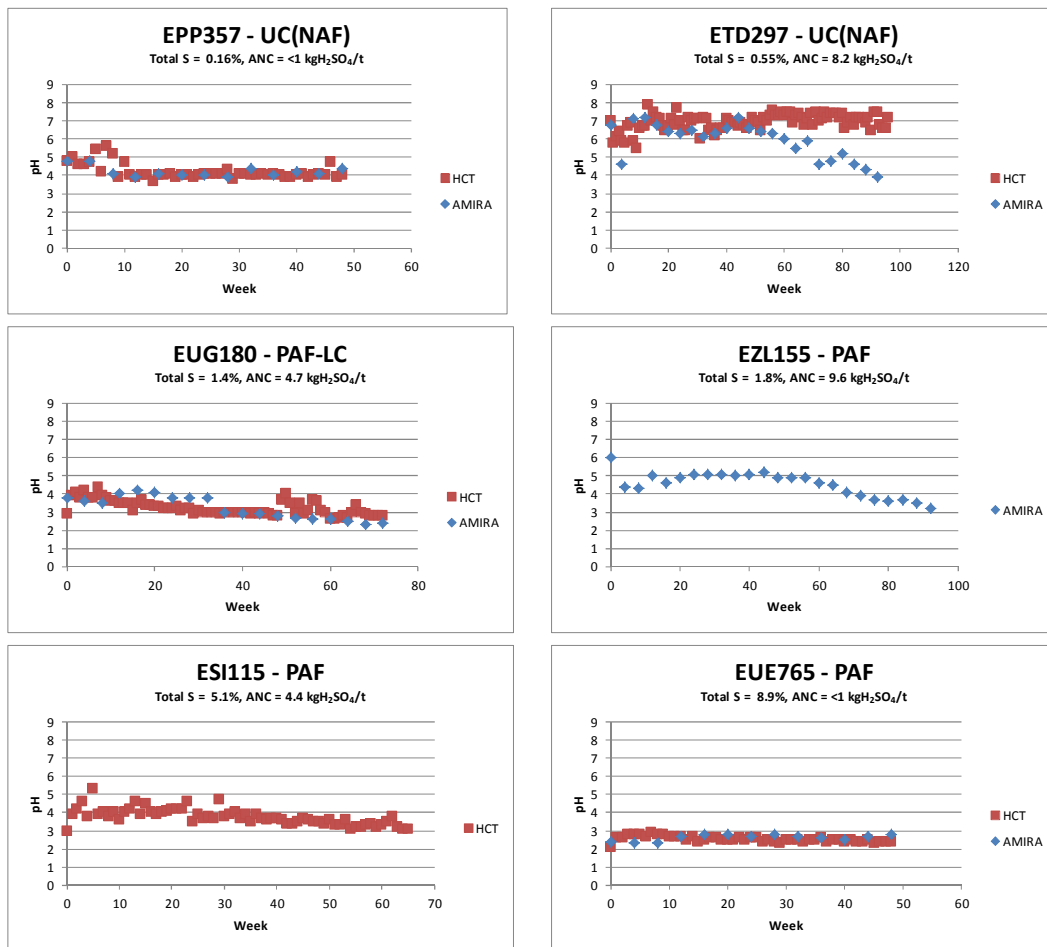 EPP357 - UC(NAF)
Total S = 0.16%, ANC = <1 kgH₂SO₄/t
9
8
7
6
5
4
3
2
1
0
pH
0 10 20 30 40 50 60
Week
HCT
AMIRA
ETD297 - UC(NAF)
Total S = 0.55%, ANC = 8.2 kgH₂SO₄/t
9
8
7
6
5
4
3
2
1
0
pH
0 20 40 60 80 100 120
Week
HCT
AMIRA
EUG180 - PAF-LC
Total S = 1.4%, ANC = 4.7 kgH₂SO₄/t
9
8
7
6
5
4
3
2
1
0
pH
0 20 40 60 80
Week
HCT
AMIRA
EZL155 - PAF
Total S = 1.8%, ANC = 9.6 kgH₂SO₄/t
9
8
7
6
5
4
3
2
1
0
pH
0 20 40 60 80 100
Week
AMIRA
ESI115 - PAF
Total S = 5.1%, ANC = 4.4 kgH₂SO₄/t
9
8
7
6
5
4
3
2
1
0
pH
0 10 20 30 40 50 60 70
Week
HCT
EUE765 - PAF
Total S = 8.9%, ANC = <1 kgH₂SO₄/t
9
8
7
6
5
4
3
2
1
0
pH
0 10 20 30 40 50 60
Week
HCT
AMIRA